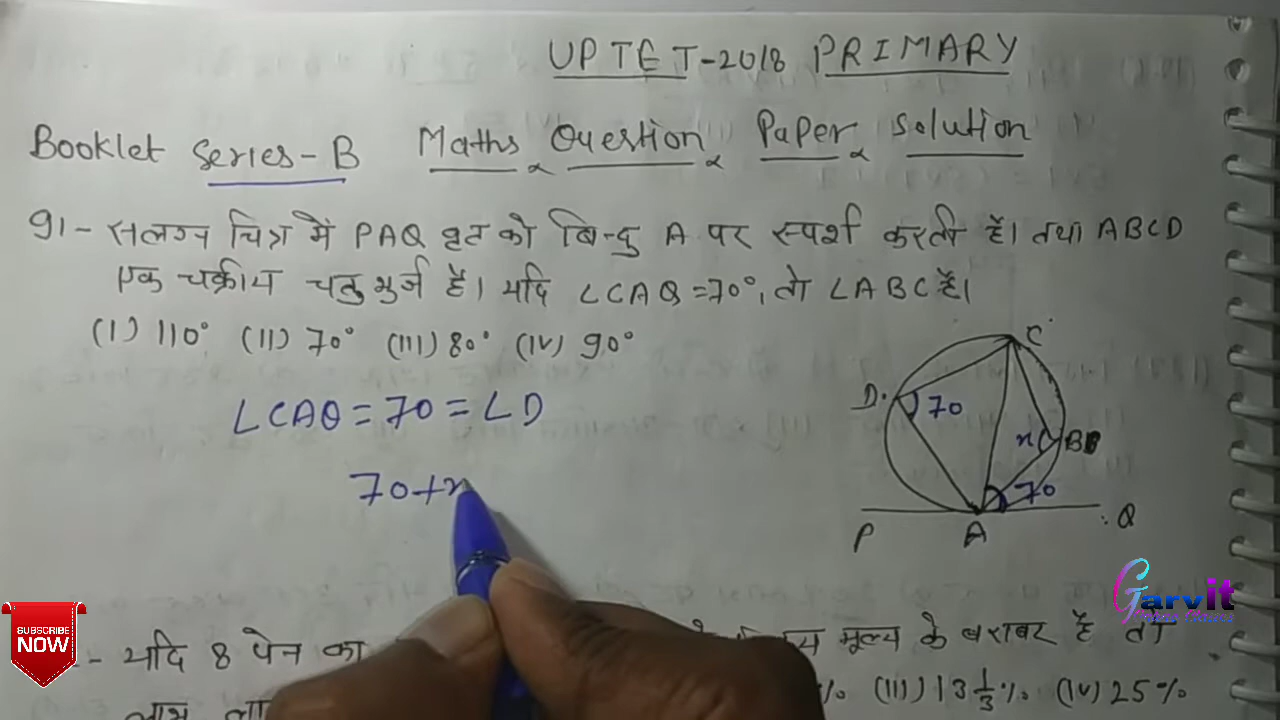 UPTET-2018 PRIMARY
Booklet Series-B Maths Question Paper Solution
91- सलग्न चित्र में PAQ वृत को बिन्दु A पर स्पर्श करती है। तथा ABCD
एक चक्रीय चतुर्भुज है। यदि ∠CAQ=70°, तो ∠ABC है।
(I) 110° (II) 70° (III) 80° (IV) 90°
∠CAQ = 70 = ∠D
70+x
C
D
70
x
B
70
P
A
Q
Garvit
SUBSCRIBE
NOW
- यदि 8 पेन का मूल्य के बराबर है तो
% (III) 13 1/3 % (IV) 25%